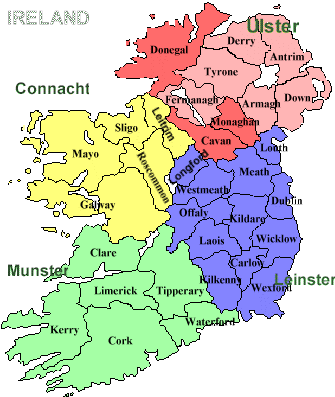 IRELAND
Ulster
Donegal
Derry
Antrim
Tyrone
Fermanagh
Armagh
Down
Monaghan
Cavan
Connacht
Leitrim
Sligo
Mayo
Roscommon
Galway
Longford
Louth
Meath
Westmeath
Dublin
Offaly
Kildare
Laois
Wicklow
Carlow
Kilkenny
Wexford
Leinster
Munster
Clare
Limerick
Tipperary
Waterford
Kerry
Cork